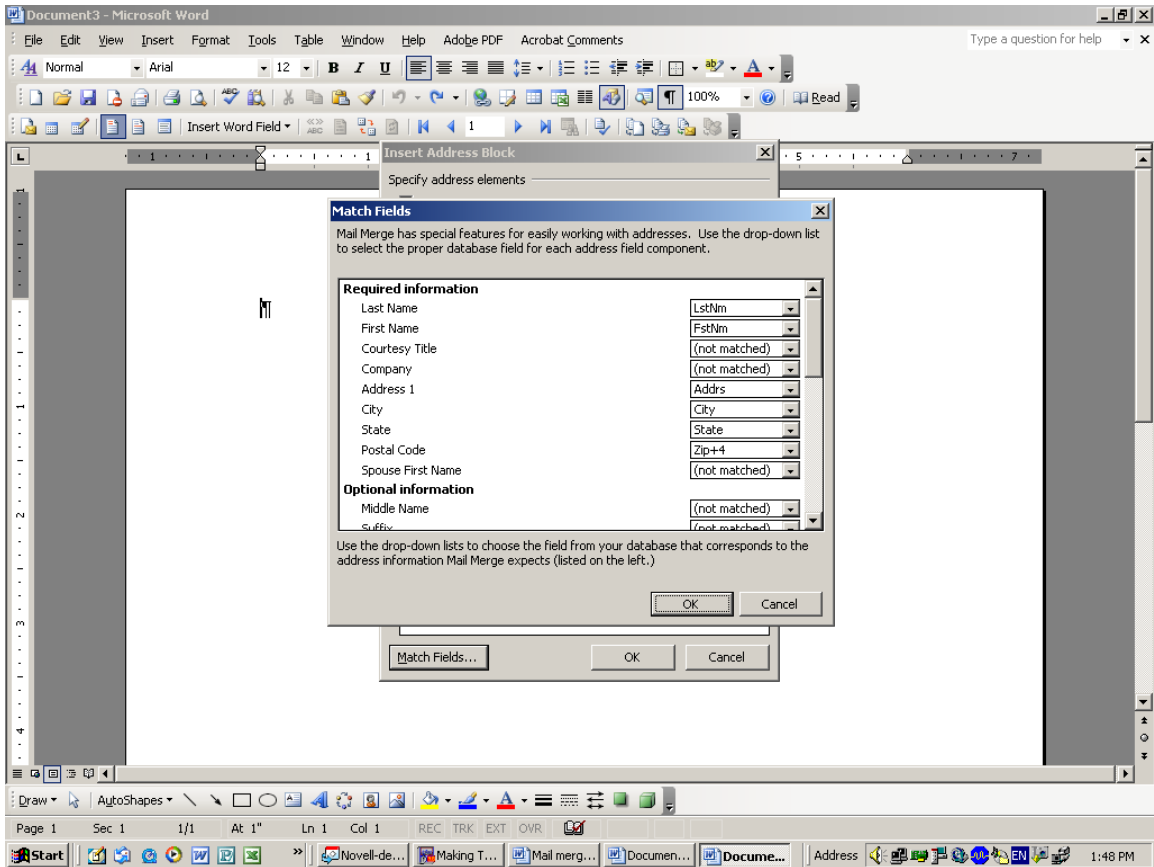 Document3 - Microsoft Word
File Edit View Insert Format Tools Table Window Help Adobe PDF Acrobat Comments Type a question for help
Normal Arial 12 B I U
100% Read
Insert Word Field 1
1 1 5 7
Insert Address Block
Specify address elements
Match Fields
Mail Merge has special features for easily working with addresses. Use the drop-down list
to select the proper database field for each address field component.
Required information
Last Name LstNm
First Name FstNm
Courtesy Title (not matched)
Company (not matched)
Address 1 Addrs
City City
State State
Postal Code Zip+4
Spouse First Name (not matched)
Optional information
Middle Name (not matched)
Suffix (not matched)
Use the drop-down lists to choose the field from your database that corresponds to the
address information Mail Merge expects (listed on the left.)
OK Cancel
Match Fields... OK Cancel
Draw AutoShapes
Page 1 Sec 1 1/1 At 1" Ln 1 Col 1 REC TRK EXT OVR
Start » Novell-de... Making T... Mail merg... Documen... Docume... Address EN 1:48 PM